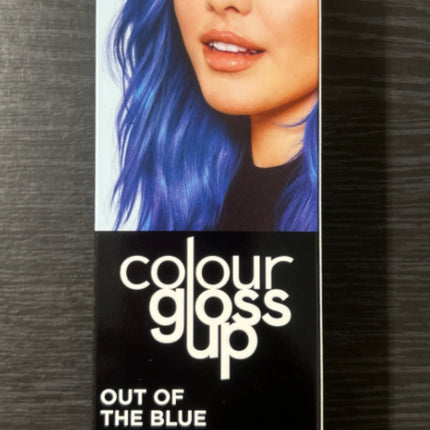 colour
gloss
up
OUT OF
THE BLUE